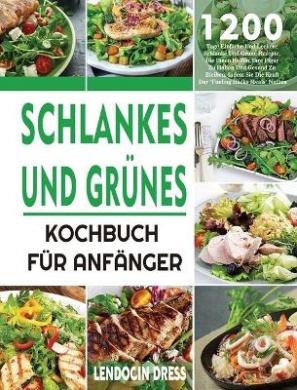 1200
Tage Einfache Und Leckere
Schlanke Und Grüne Rezepte,
Die Ihnen Helfen, Ihre Figur
Zu Halten Und Gesund Zu
Bleiben, Indem Sie Die Kraft
Der "Fueling Hacks Meals" Nutzen
SCHLANKES
UND GRÜNES
KOCHBUCH
FÜR ANFÄNGER
LENDOCIN DRESS